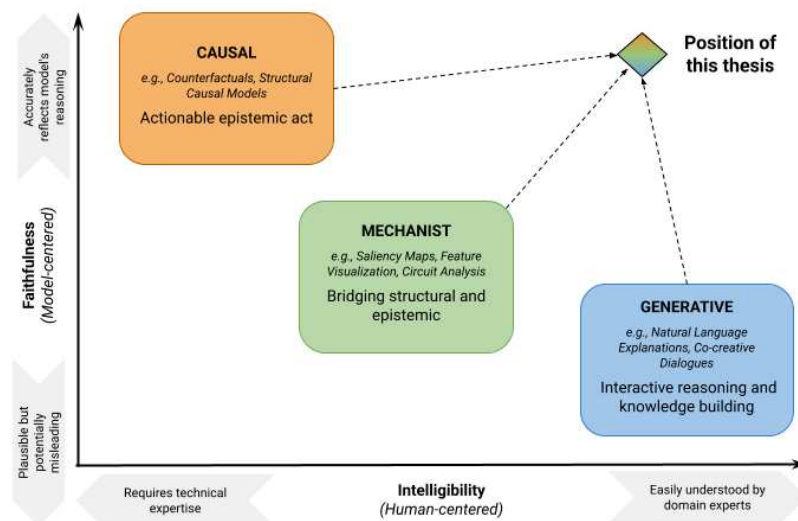 CAUSAL
e.g., Counterfactuals, Structural
Causal Models
Actionable epistemic act
Position of
this thesis
Accurately
reflects model's
reasoning
MECHANIST
e.g., Saliency Maps, Feature
Visualization, Circuit Analysis
Bridging structural and
epistemic
Faithfulness
(Model-centered)
GENERATIVE
e.g., Natural Language
Explanations, Co-creative
Dialogues
Interactive reasoning and
knowledge building
Plausible but
potentially
misleading
Requires technical
expertise
Intelligibility
(Human-centered)
Easily understood by
domain experts